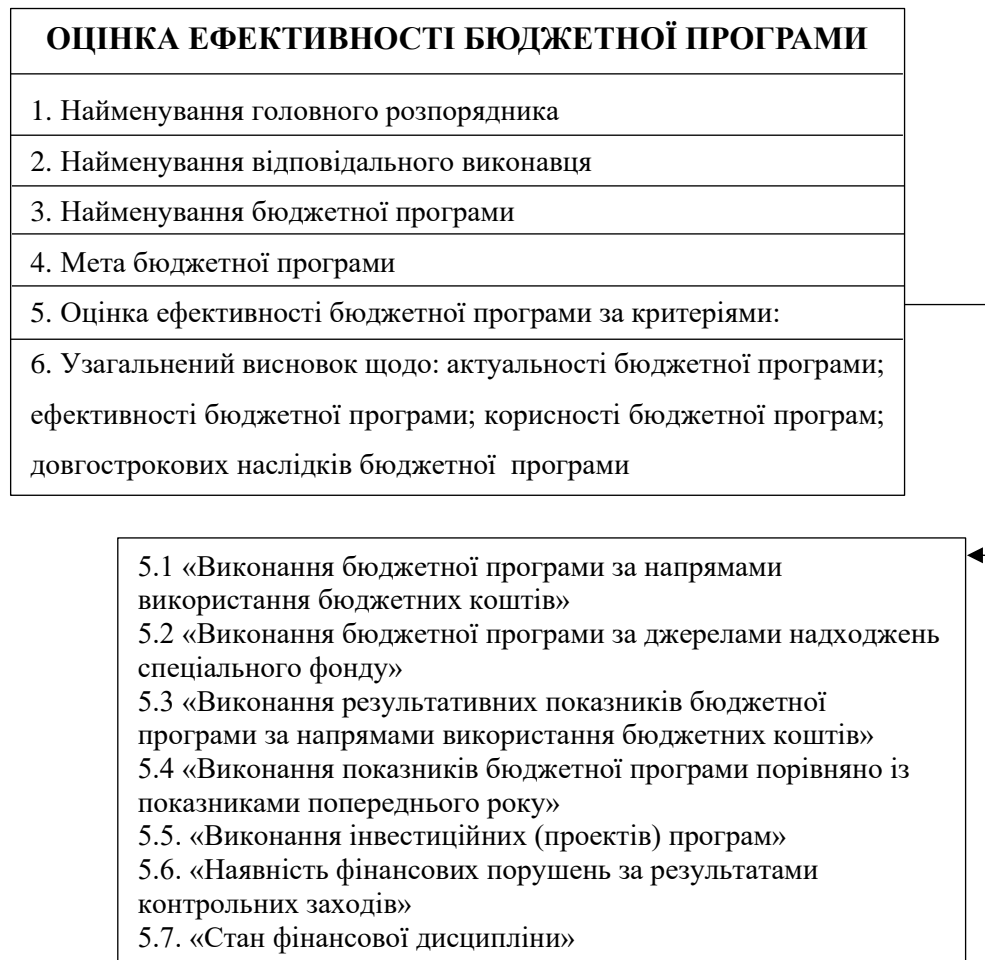 ОЦІНКА ЕФЕКТИВНОСТІ БЮДЖЕТНОЇ ПРОГРАМИ
1. Найменування головного розпорядника
2. Найменування відповідального виконавця
3. Найменування бюджетної програми
4. Мета бюджетної програми
5. Оцінка ефективності бюджетної програми за критеріями:
6. Узагальнений висновок щодо: актуальності бюджетної програми;
ефективності бюджетної програми; корисності бюджетної програм;
довгострокових наслідків бюджетної програми
5.1 «Виконання бюджетної програми за напрямами
використання бюджетних коштів»
5.2 «Виконання бюджетної програми за джерелами надходжень
спеціального фонду»
5.3 «Виконання результативних показників бюджетної
програми за напрямами використання бюджетних коштів»
5.4 «Виконання показників бюджетної програми порівняно із
показниками попереднього року»
5.5. «Виконання інвестиційних (проектів) програм»
5.6. «Наявність фінансових порушень за результатами
контрольних заходів»
5.7. «Стан фінансової дисципліни»